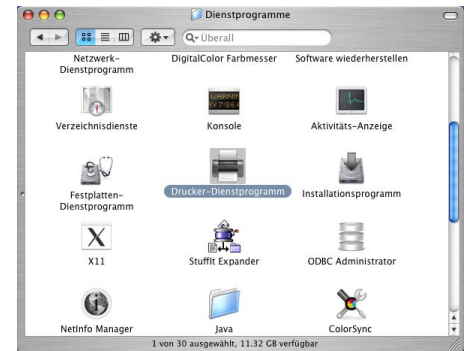 Dienstprogramme
Überall
Netzwerk-
Dienstprogramm
DigitalColor Farbmesser
Software wiederherstellen
Verzeichnisdienste
Konsole
Aktivitäts-Anzeige
Festplatten-
Dienstprogramm
Drucker-Dienstprogramm
Installationsprogramm
X11
StuffIt Expander
ODBC Administrator
NetInfo Manager
Java
ColorSync
1 von 30 ausgewählt, 11.32 GB verfügbar